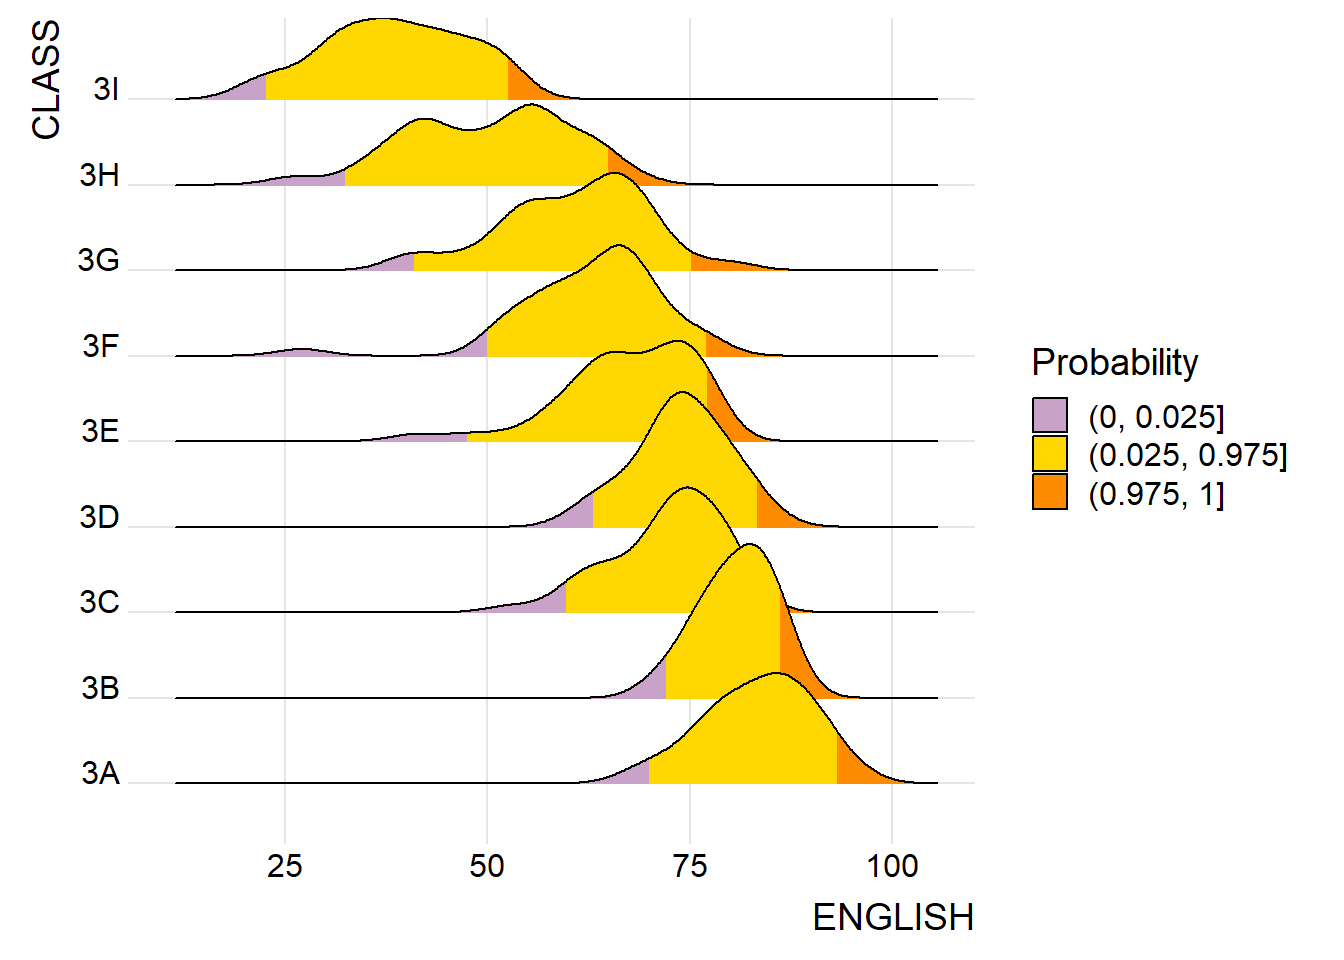 CLASS
3I
3H
3G
3F
3E
3D
3C
3B
3A
25 50 75 100
ENGLISH
Probability
(0, 0.025]
(0.025, 0.975]
(0.975, 1]